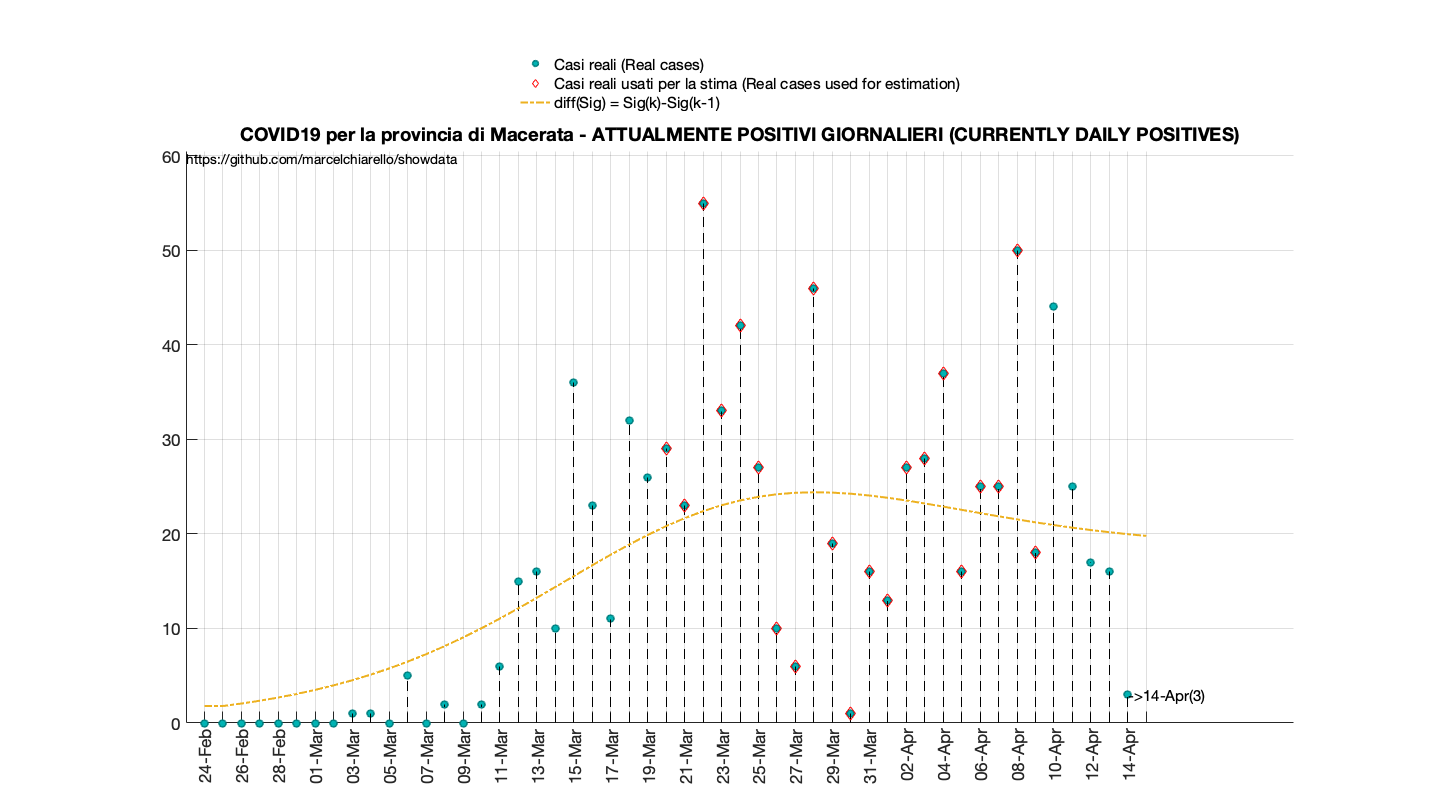 Casi reali (Real cases)
Casi reali usati per la stima (Real cases used for estimation)
diff(Sig) = Sig(k)-Sig(k-1)
COVID19 per la provincia di Macerata - ATTUALMENTE POSITIVI GIORNALIERI (CURRENTLY DAILY POSITIVES)
https://github.com/marcelchiarello/showdata
60
50
40
30
20
10
0
->14-Apr(3)
24-Feb
26-Feb
28-Feb
01-Mar
03-Mar
05-Mar
07-Mar
09-Mar
11-Mar
13-Mar
15-Mar
17-Mar
19-Mar
21-Mar
23-Mar
25-Mar
27-Mar
29-Mar
31-Mar
02-Apr
04-Apr
06-Apr
08-Apr
10-Apr
12-Apr
14-Apr